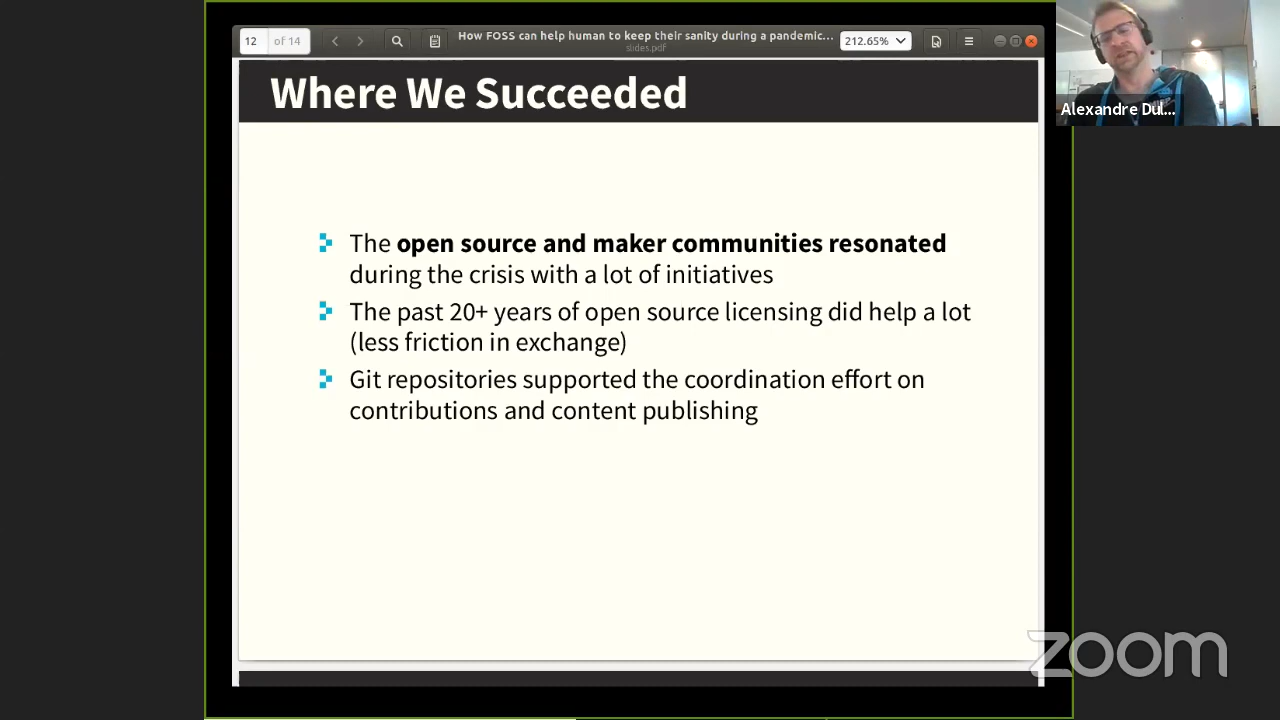 12 of 14
How FOSS can help human to keep their sanity during a pandemic...
slides.pdf
212.65%
Alexandre Dul...
Where We Succeeded
The open source and maker communities resonated
during the crisis with a lot of initiatives
The past 20+ years of open source licensing did help a lot
(less friction in exchange)
Git repositories supported the coordination effort on
contributions and content publishing
zoom